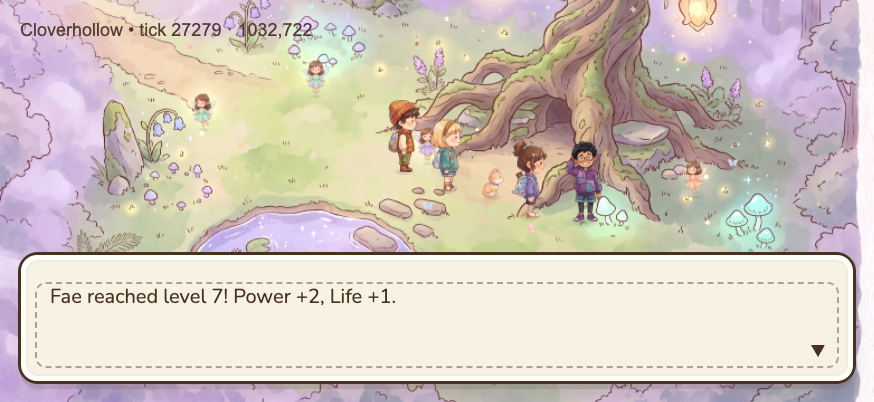 Cloverhollow • tick 27279 · 1032,722
Fae reached level 7! Power +2, Life +1.